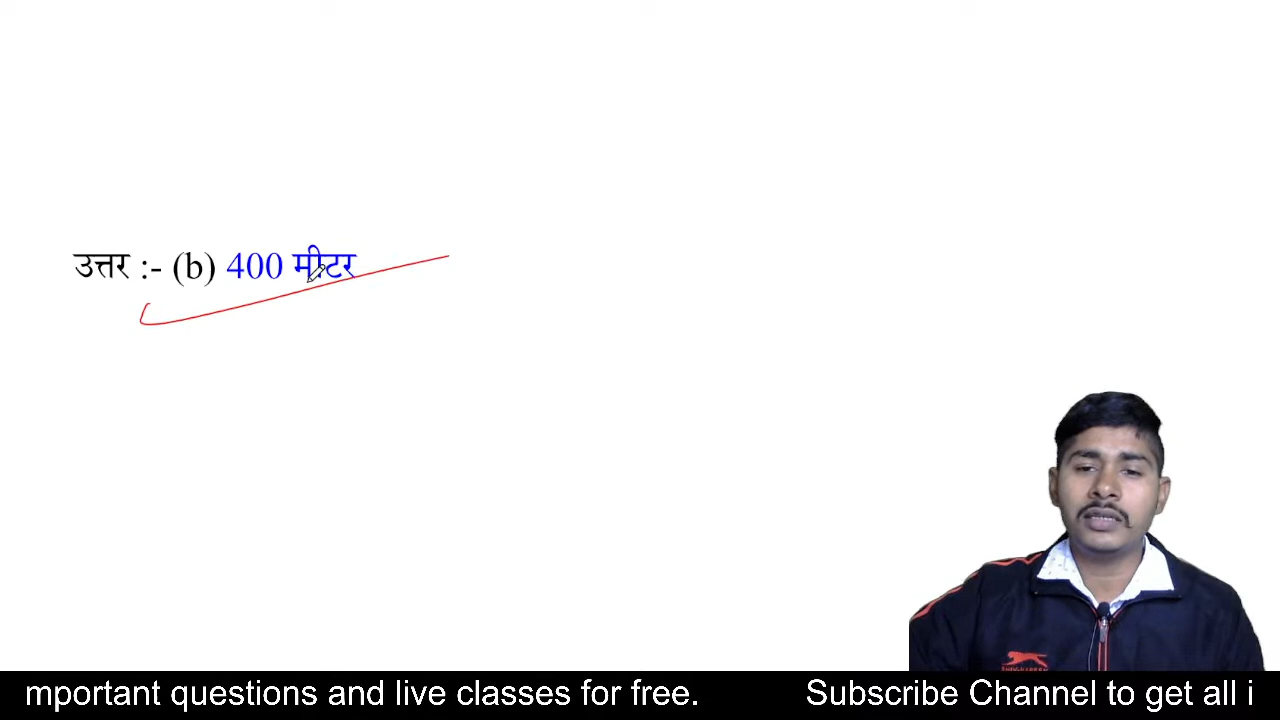 उत्तर :- (b) 400 मीटर
mportant questions and live classes for free. Subscribe Channel to get all i